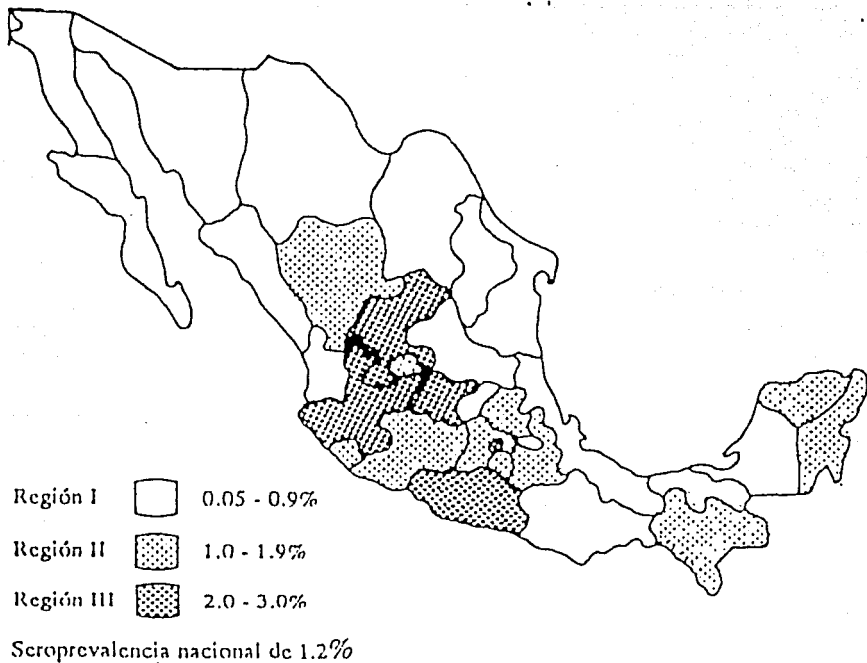 Región I 0.05 - 0.9%
Región II 1.0 - 1.9%
Región III 2.0 - 3.0%
Seroprevalencia nacional de 1.2%